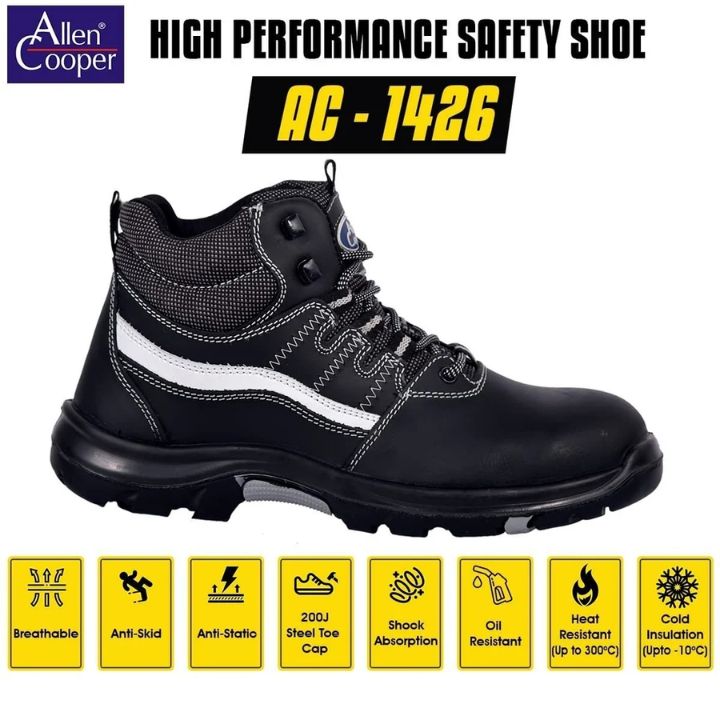 Allen®
Cooper
HIGH PERFORMANCE SAFETY SHOE
AC - 1426
Breathable
Anti-Skid
Anti-Static
200J
Steel Toe
Cap
Shock
Absorption
Oil
Resistant
Heat
Resistant
(Up to 300°C)
Cold
Insulation
(Upto -10°C)